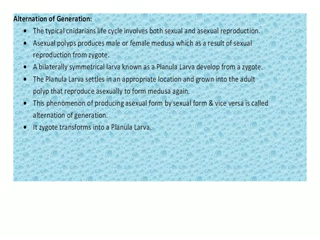 Alternation of Generation:
• The typical cnidarians life cycle involves both sexual and asexual reproduction.
• Asexual polyps produces male or female medusa which as a result of sexual
reproduction from zygote.
• A bilaterally symmetrical larva known as a Planula Larva develop from a zygote.
• The Planula Larva settles in an appropriate location and grown into the adult
polyp that reproduce asexually to form medusa again.
• This phenomenon of producing asexual form by sexual form & vice versa is called
alternation of generation.
• It zygote transforms into a Planula Larva.